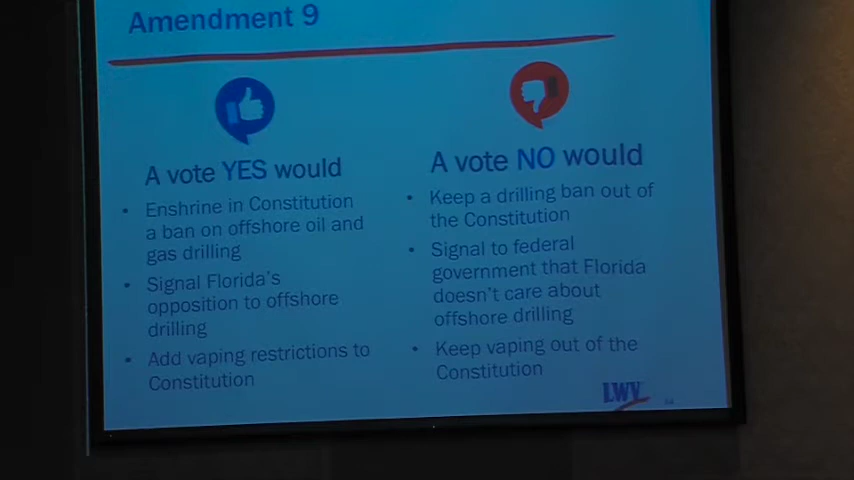 Amendment 9
A vote YES would
• Enshrine in Constitution
a ban on offshore oil and
gas drilling
• Signal Florida's
opposition to offshore
drilling
• Add vaping restrictions to
Constitution
A vote NO would
• Keep a drilling ban out of
the Constitution
• Signal to federal
government that Florida
doesn't care about
offshore drilling
• Keep vaping out of the
Constitution
LWV